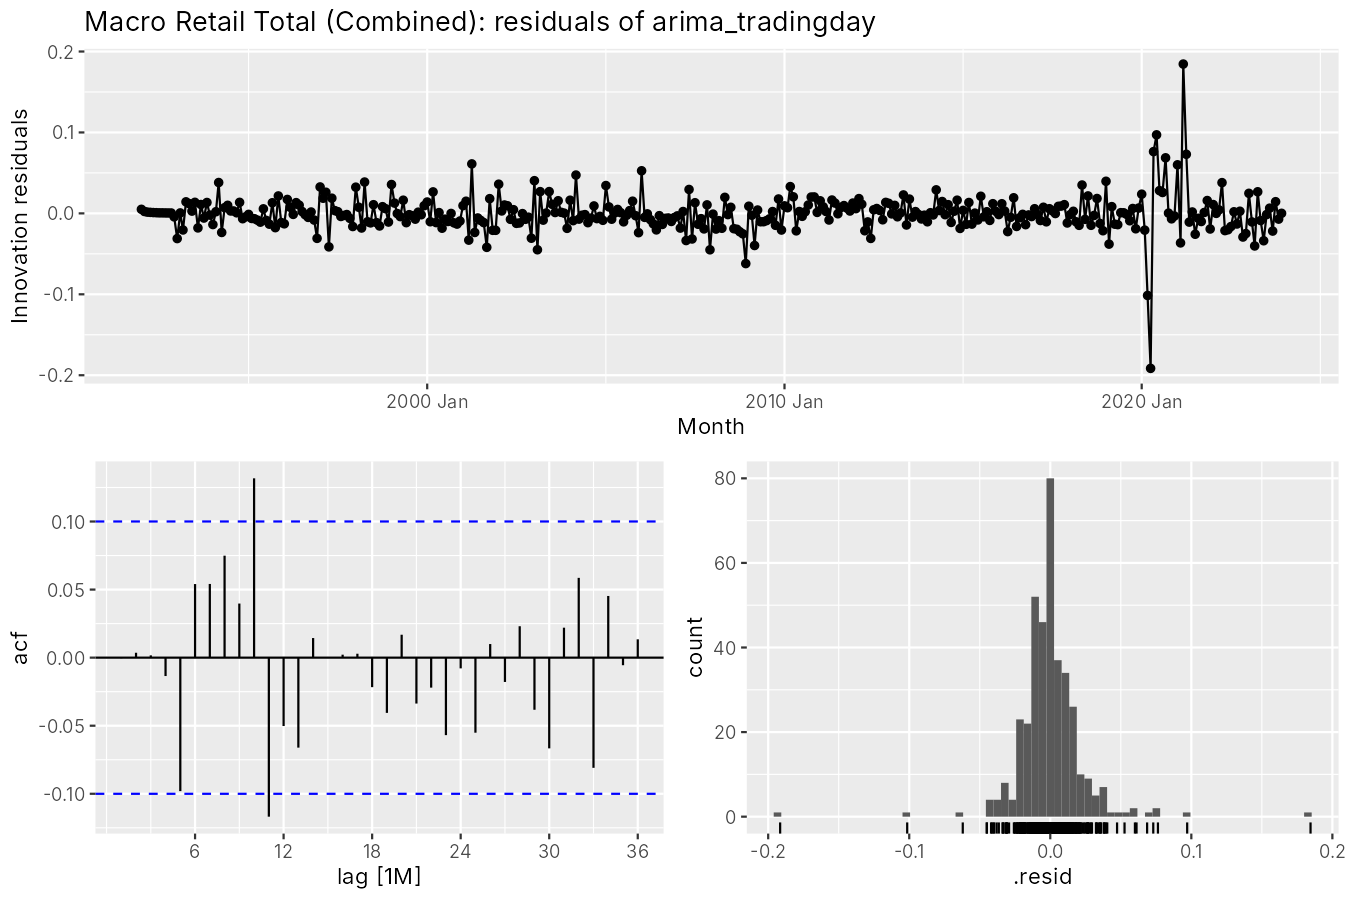 Macro Retail Total (Combined): residuals of arima_tradingday
Innovation residuals
0.2
0.1
0.0
-0.1
-0.2
2000 Jan
2010 Jan
2020 Jan
Month
acf
0.10
0.05
0.00
-0.05
-0.10
6
12
18
24
30
36
lag [1M]
count
80
60
40
20
0
-0.2
-0.1
0.0
0.1
0.2
.resid